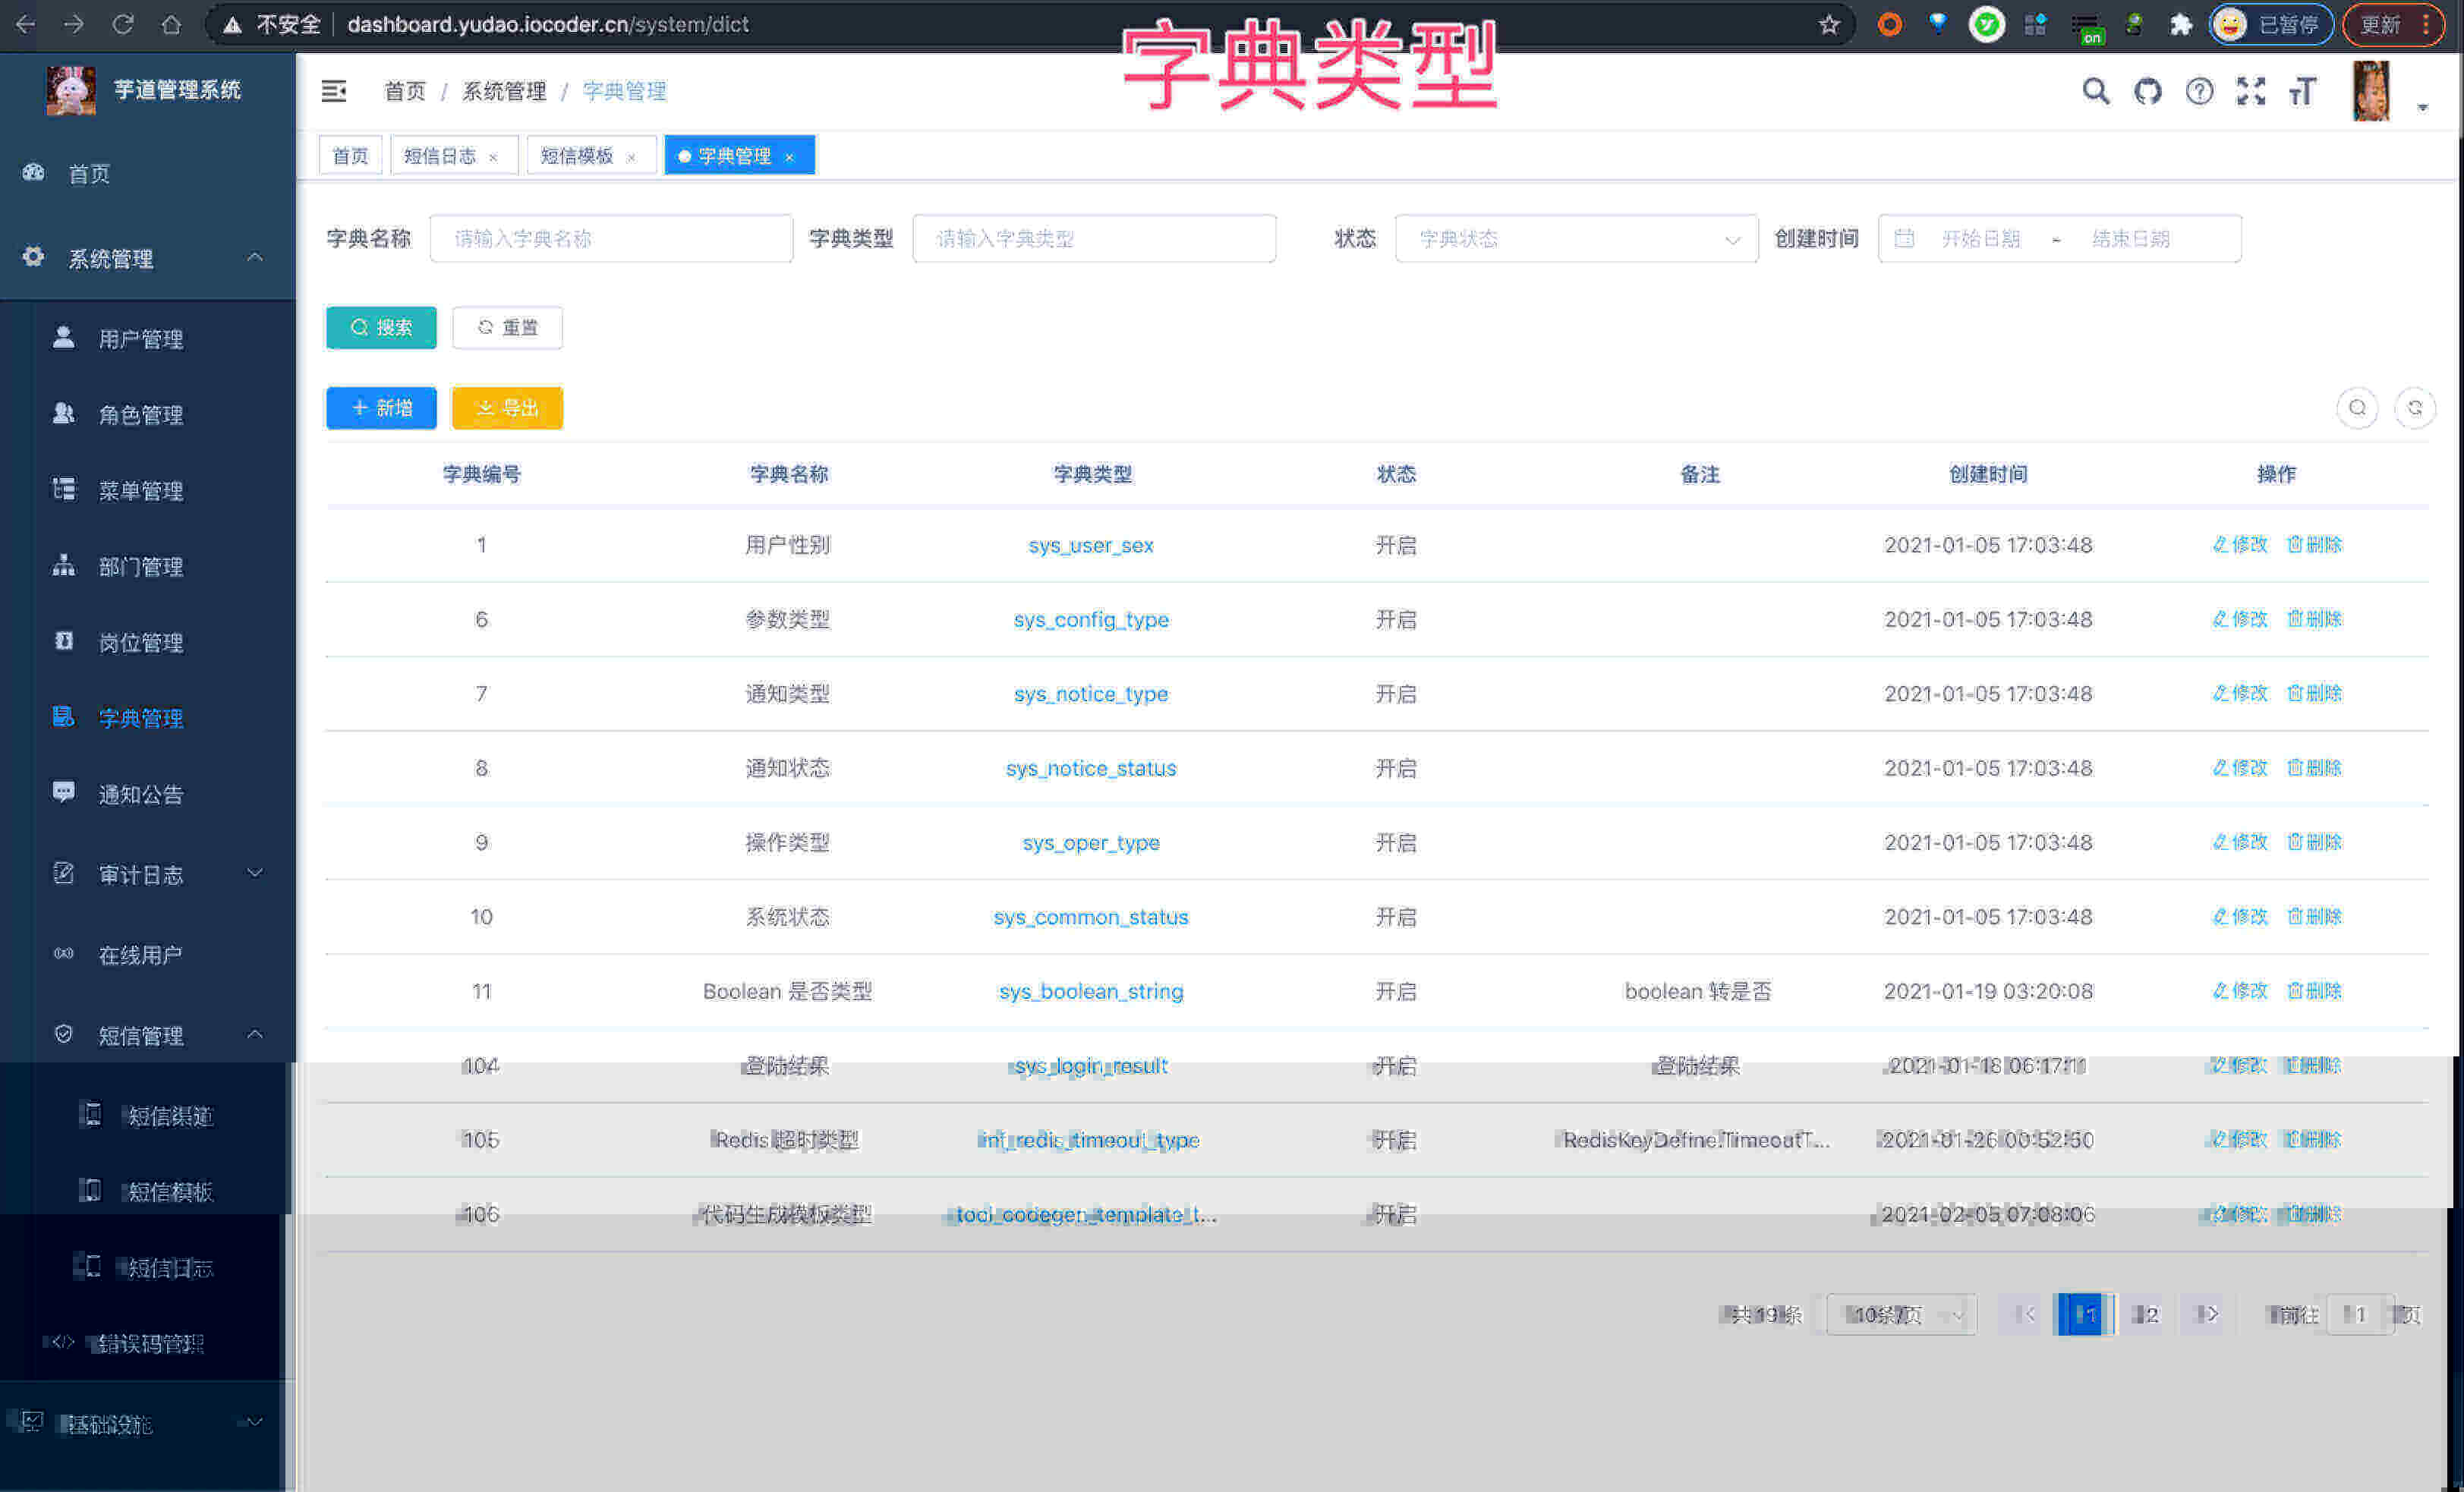 不安全 dashboard.yudao.iocoder.cn/system/dict
on
已暂停
更新
字典类型
芋道管理系统
首页 / 系统管理 / 字典管理
首页
短信日志 ×
短信模板 ×
字典管理 ×
首页
系统管理
用户管理
角色管理
菜单管理
部门管理
岗位管理
字典管理
通知公告
审计日志
在线用户
短信管理
短信渠道
短信模板
短信日志
错误码管理
基础设施
字典名称 请输入字典名称 字典类型 请输入字典类型 状态 字典状态 创建时间 开始日期 - 结束日期
搜索 重置
新增 导出
字典编号 字典名称 字典类型 状态 备注 创建时间 操作
1 用户性别 sys_user_sex 开启 2021-01-05 17:03:48 修改 删除
6 参数类型 sys_config_type 开启 2021-01-05 17:03:48 修改 删除
7 通知类型 sys_notice_type 开启 2021-01-05 17:03:48 修改 删除
8 通知状态 sys_notice_status 开启 2021-01-05 17:03:48 修改 删除
9 操作类型 sys_oper_type 开启 2021-01-05 17:03:48 修改 删除
10 系统状态 sys_common_status 开启 2021-01-05 17:03:48 修改 删除
11 Boolean 是否类型 sys_boolean_string 开启 boolean 转是否 2021-01-19 03:20:08 修改 删除
104 登陆结果 sys_login_result 开启 登陆结果 2021-01-18 06:17:11 修改 删除
105 Redis 超时类型 inf_redis_timeout_type 开启 RedisKeyDefine.TimeoutT... 2021-01-26 00:52:50 修改 删除
106 代码生成模板类型 tool_codegen_template_t... 开启 2021-02-05 07:08:06 修改 删除
共 19 条 10条/页 1 2 前往 1 页